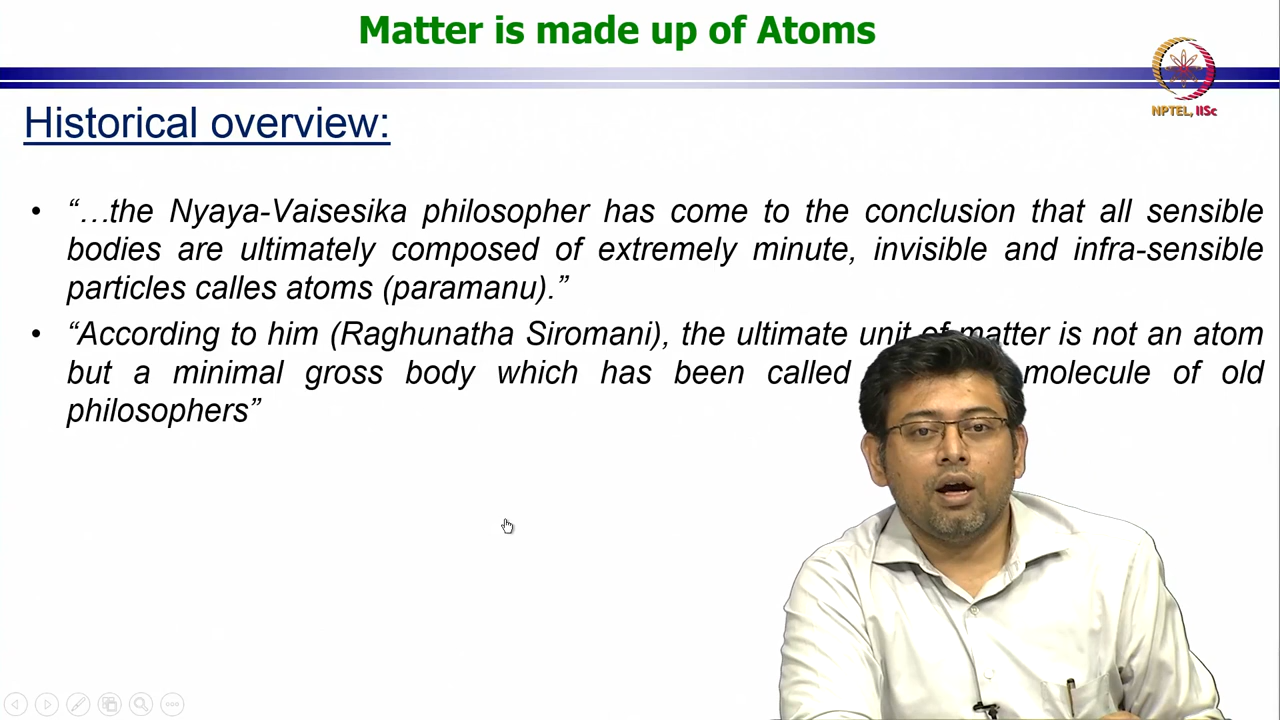 Matter is made up of Atoms
NPTEL, IISc
Historical overview:
• “…the Nyaya-Vaisesika philosopher has come to the conclusion that all sensible
bodies are ultimately composed of extremely minute, invisible and infra-sensible
particles calles atoms (paramanu).”
• “According to him (Raghunatha Siromani), the ultimate unit of matter is not an atom
but a minimal gross body which has been called molecule of old
philosophers”